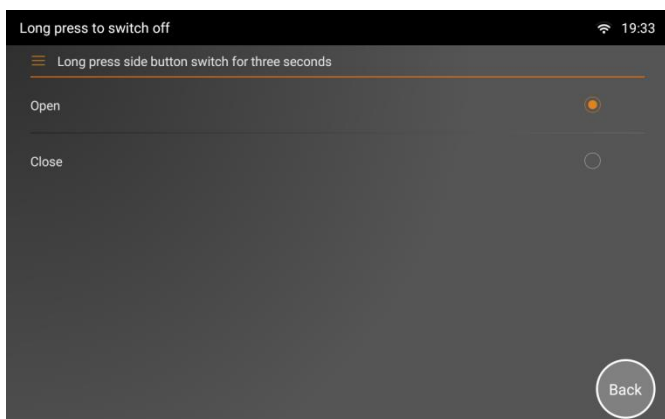 Long press to switch off 19:33
Long press side button switch for three seconds
Open
Close
Back